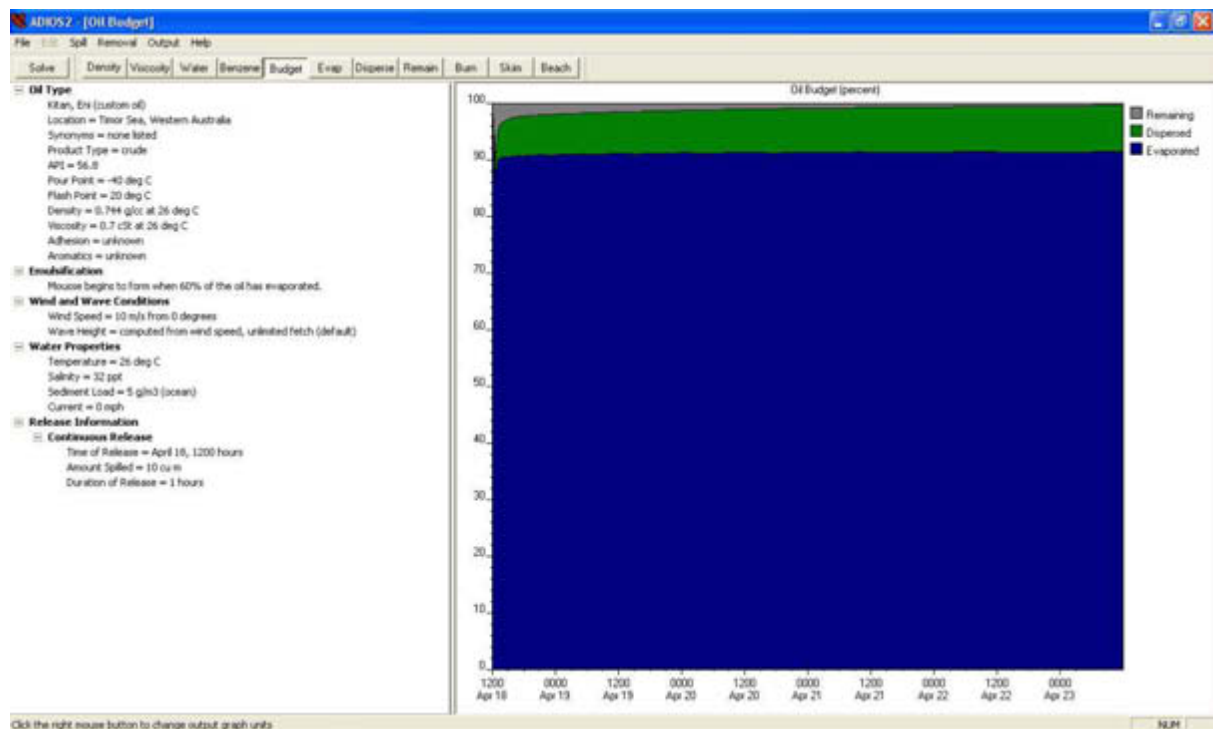 ADIOS2 - [Oil Budget]
File Edit Spill Removal Output Help
Solve Density Viscosity Water Benzene Budget Evap Disperse Remain Burn Skim Beach
Oil Type
Kitan, Eni (custom oil)
Location = Timor Sea, Western Australia
Synonyms = none listed
Product Type = crude
API = 56.8
Pour Point = -40 deg C
Flash Point = 20 deg C
Density = 0.744 g/cc at 26 deg C
Viscosity = 0.7 cSt at 26 deg C
Adhesion = unknown
Aromatics = unknown
Emulsification
Mousse begins to form when 60% of the oil has evaporated.
Wind and Wave Conditions
Wind Speed = 10 m/s from 0 degrees
Wave Height = computed from wind speed, unlimited fetch (default)
Water Properties
Temperature = 26 deg C
Salinity = 32 ppt
Sediment Load = 5 g/m3 (ocean)
Current = 0 mph
Release Information
Continuous Release
Time of Release = April 18, 1200 hours
Amount Spilled = 10 cu m
Duration of Release = 1 hours
Oil Budget (percent)
100
90
80
70
60
50
40
30
20
10
0
1200 0000 1200 0000 1200 0000 1200 0000 1200 0000
Apr 18 Apr 19 Apr 19 Apr 20 Apr 20 Apr 21 Apr 21 Apr 22 Apr 22 Apr 23
Remaining
Dispersed
Evaporated
Click the right mouse button to change output graph units
NUM